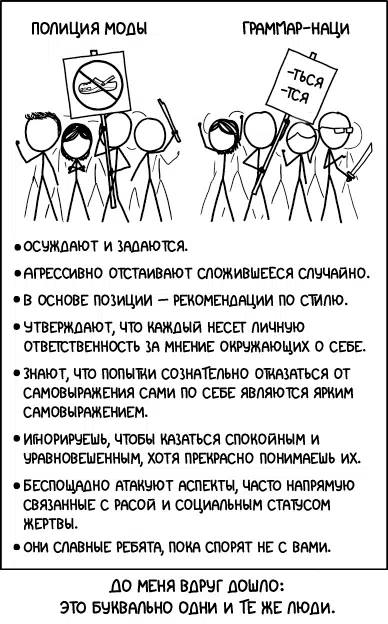 ПОЛИЦИЯ МОДЫ
ГРАММАР-НАЦИ
-ТЬСЯ
-ТСЯ
•ОСУЖДАЮТ И ЗАДАЮТСЯ.
•АГРЕССИВНО ОТСТАИВАЮТ СЛОЖИВШЕЕСЯ СЛУЧАЙНО.
•В ОСНОВЕ ПОЗИЦИИ — РЕКОМЕНДАЦИИ ПО СТИЛЮ.
•УТВЕРЖДАЮТ, ЧТО КАЖДЫЙ НЕСЕТ ЛИЧНУЮ
ОТВЕТСТВЕННОСТЬ ЗА МНЕНИЕ ОКРУЖАЮЩИХ О СЕБЕ.
•ЗНАЮТ, ЧТО ПОПЫТКИ СОЗНАТЕЛЬНО ОТКАЗАТЬСЯ ОТ
САМОВЫРАЖЕНИЯ САМИ ПО СЕБЕ ЯВЛЯЮТСЯ ЯРКИМ
САМОВЫРАЖЕНИЕМ.
•ИГНОРИРУЕШЬ, ЧТОБЫ КАЗАТЬСЯ СПОКОЙНЫМ И
УРАВНОВЕШЕННЫМ, ХОТЯ ПРЕКРАСНО ПОНИМАЕШЬ ИХ.
•БЕСПОЩАДНО АТАКУЮТ АСПЕКТЫ, ЧАСТО НАПРЯМУЮ
СВЯЗАННЫЕ С РАСОЙ И СОЦИАЛЬНЫМ СТАТУСОМ
ЖЕРТВЫ.
•ОНИ СЛАВНЫЕ РЕБЯТА, ПОКА СПОРЯТ НЕ С ВАМИ.
ДО МЕНЯ ВДРУГ ДОШЛО:
ЭТО БУКВАЛЬНО ОДНИ И ТЕ ЖЕ ЛЮДИ.